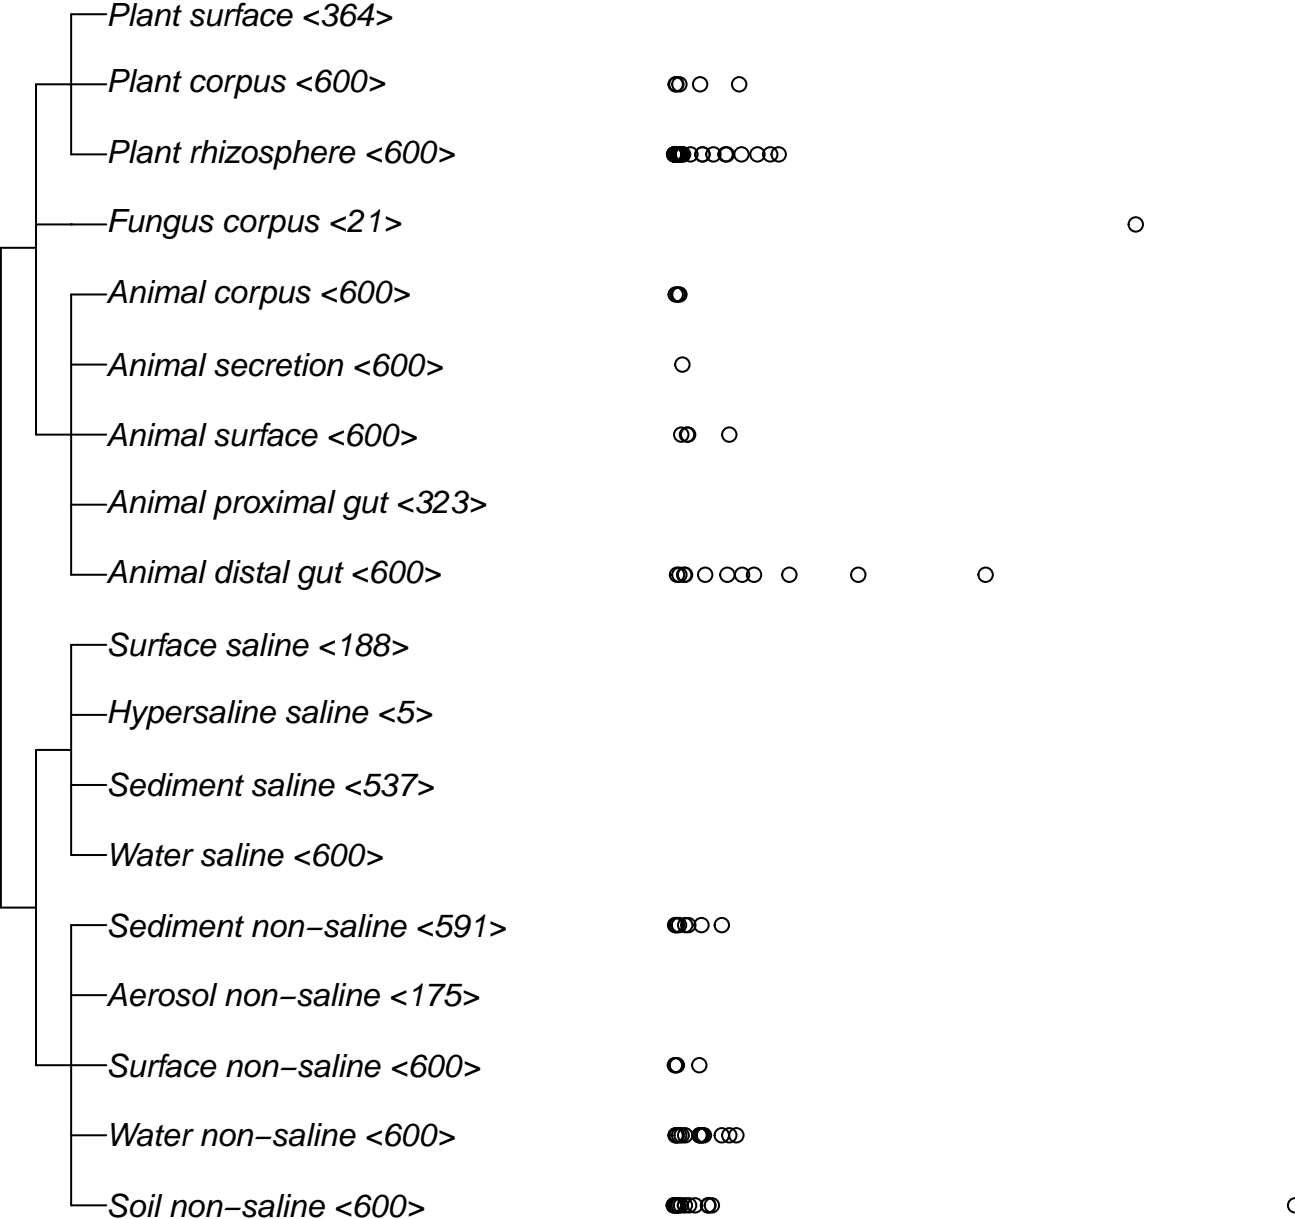 Plant surface <364>
Plant corpus <600>
Plant rhizosphere <600>
Fungus corpus <21>
Animal corpus <600>
Animal secretion <600>
Animal surface <600>
Animal proximal gut <323>
Animal distal gut <600>
Surface saline <188>
Hypersaline saline <5>
Sediment saline <537>
Water saline <600>
Sediment non−saline <591>
Aerosol non−saline <175>
Surface non−saline <600>
Water non−saline <600>
Soil non−saline <600>